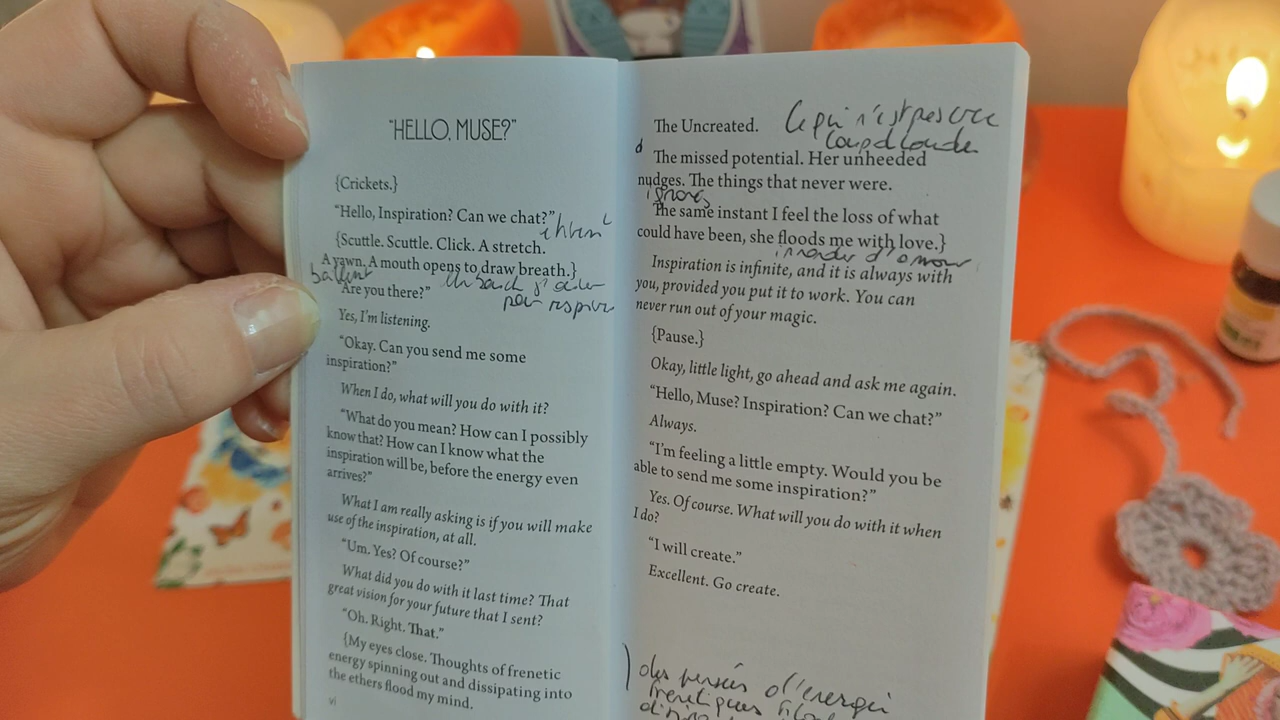 "HELLO, MUSE?"
{Crickets.}
"Hello, Inspiration? Can we chat?"
{Scuttle. Scuttle. Click. A stretch.
A yawn. A mouth opens to draw breath.}
"Are you there?"
pour respirer
Yes, I'm listening.
"Okay. Can you send me some
inspiration?"
When I do, what will you do with it?
"What do you mean? How can I possibly
know that? How can I know what the
inspiration will be, before the energy even
arrives?"
What I am really asking is if you will make
use of the inspiration, at all.
"Um. Yes? Of course?"
What did you do with it last time? That
great vision for your future that I sent?
"Oh. Right. That."
{My eyes close. Thoughts of frenetic
energy spinning out and dissipating into
the ethers flood my mind.
vi
The Uncreated.
The missed potential. Her unheeded
nudges. The things that never were.
The same instant I feel the loss of what
could have been, she floods me with love.}
d'amour
Inspiration is infinite, and it is always with
you, provided you put it to work. You can
never run out of your magic.
{Pause.}
Okay, little light, go ahead and ask me again.
"Hello, Muse? Inspiration? Can we chat?"
Always.
"I'm feeling a little empty. Would you be
able to send me some inspiration?"
Yes. Of course. What will you do with it when
I do?
"I will create."
Excellent. Go create.
des pensées d'energie
frenetiques